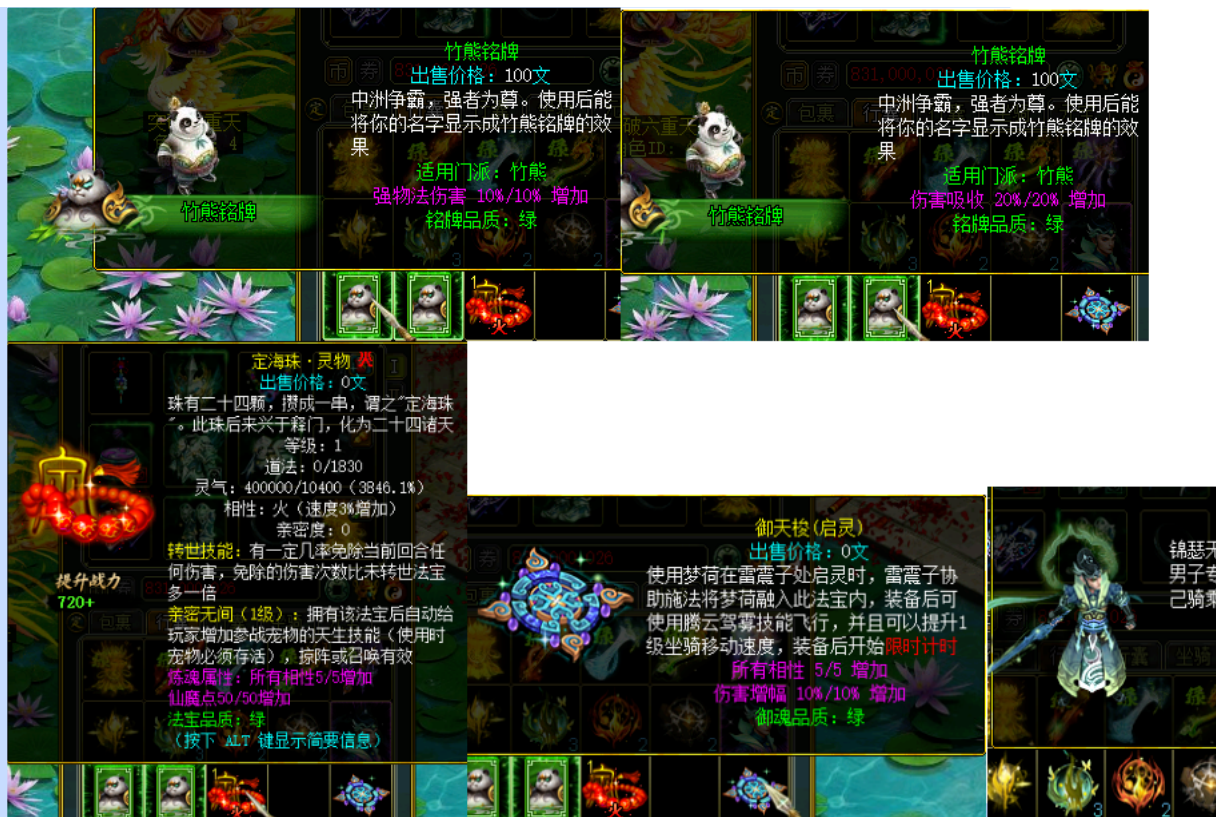 竹熊铭牌
出售价格：100文
中洲争霸，强者为尊。使用后能
将你的名字显示成竹熊铭牌的效
果
适用门派：竹熊
强物法伤害 10%/10% 增加
铭牌品质：绿
竹熊铭牌
竹熊铭牌
出售价格：100文
中洲争霸，强者为尊。使用后能
将你的名字显示成竹熊铭牌的效
果
适用门派：竹熊
伤害吸收 20%/20% 增加
铭牌品质：绿
竹熊铭牌
定海珠·灵物
出售价格：0文
珠有二十四颗，攒成一串，谓之"定海珠
"。此珠后来兴于释门，化为二十四诸天
等级：1
道法：0/1830
灵气：400000/10400（3846.1%）
相性：火（速度3%增加）
亲密度：0
转世技能：有一定几率免除当前回合任
何伤害，免除的伤害次数比未转世法宝
多一倍
亲密无间（1级）：拥有该法宝后自动给
玩家增加参战宠物的天生技能（使用时
宠物必须存活），掠阵或召唤有效
炼魂属性：所有相性5/5增加
仙魔点50/50增加
法宝品质：绿
（按下 ALT 键显示简要信息）
提升战力
720+
御天梭(启灵)
出售价格：0文
使用梦荷在雷震子处启灵时，雷震子协
助施法将梦荷融入此法宝内，装备后可
使用腾云驾雾技能飞行，并且可以提升1
级坐骑移动速度，装备后开始限时计时
所有相性 5/5 增加
伤害增幅 10%/10% 增加
御魂品质：绿
锦瑟无
男子专
己骑乘